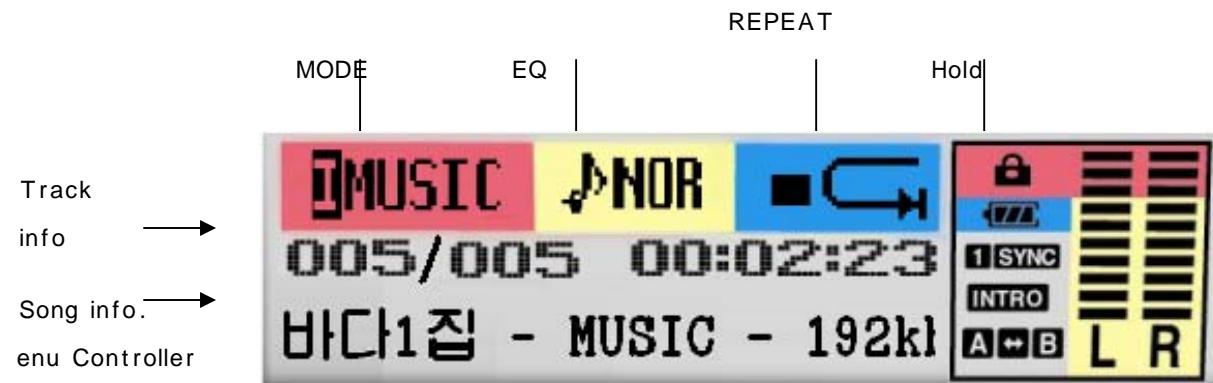 REPEAT
MODE EQ Hold
MUSIC NOR
Track
info
005/005 00:02:23
1 SYNC
INTRO
Song info.
바다1집 - MUSIC - 192k
A B L R
enu Controller